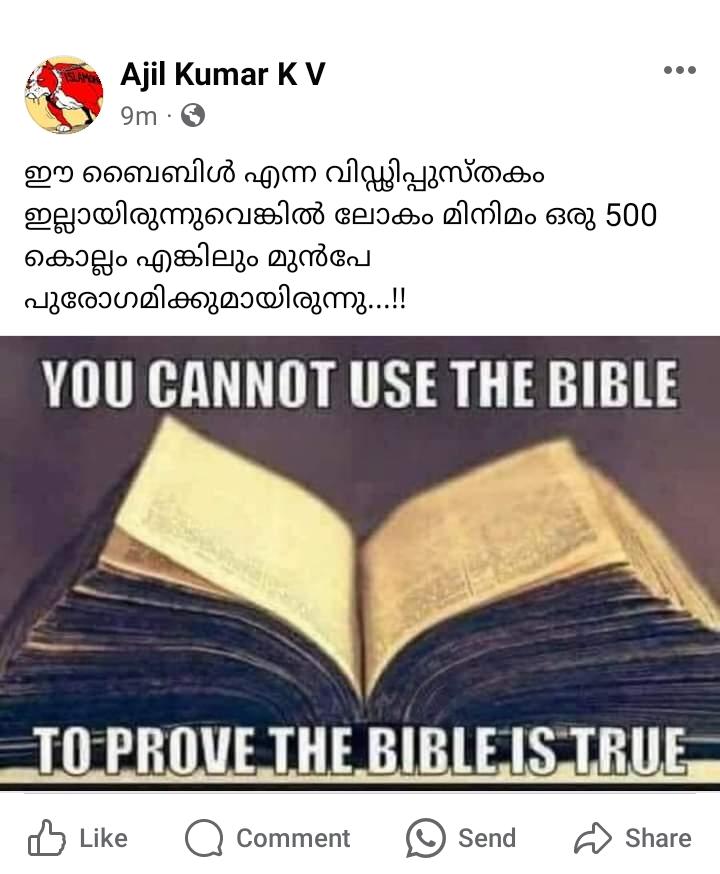 Ajil Kumar K V
9m
ഈ ബൈബിൾ എന്ന വിഡ്ഢിപ്പുസ്തകം
ഇല്ലായിരുന്നുവെങ്കിൽ ലോകം മിനിമം ഒരു 500
കൊല്ലം എങ്കിലും മുൻപേ
പുരോഗമിക്കുമായിരുന്നു...!!
YOU CANNOT USE THE BIBLE
TO PROVE THE BIBLE IS TRUE
Like Comment Send Share